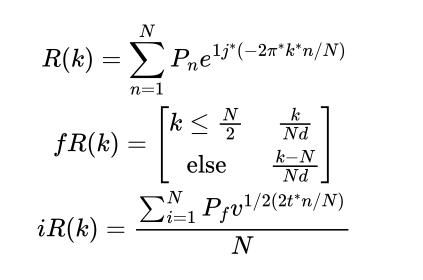 R(k) = \sum_{n=1}^{N} P_n e^{1j^*(-2\pi^*k^*n/N)}
fR(k) = \begin{bmatrix} k \leq \frac{N}{2} & \frac{k}{Nd} \\ \text{else} & \frac{k-N}{Nd} \end{bmatrix}
iR(k) = \frac{\sum_{i=1}^{N} P_f v^{1/2(2t^*n/N)}}{N}